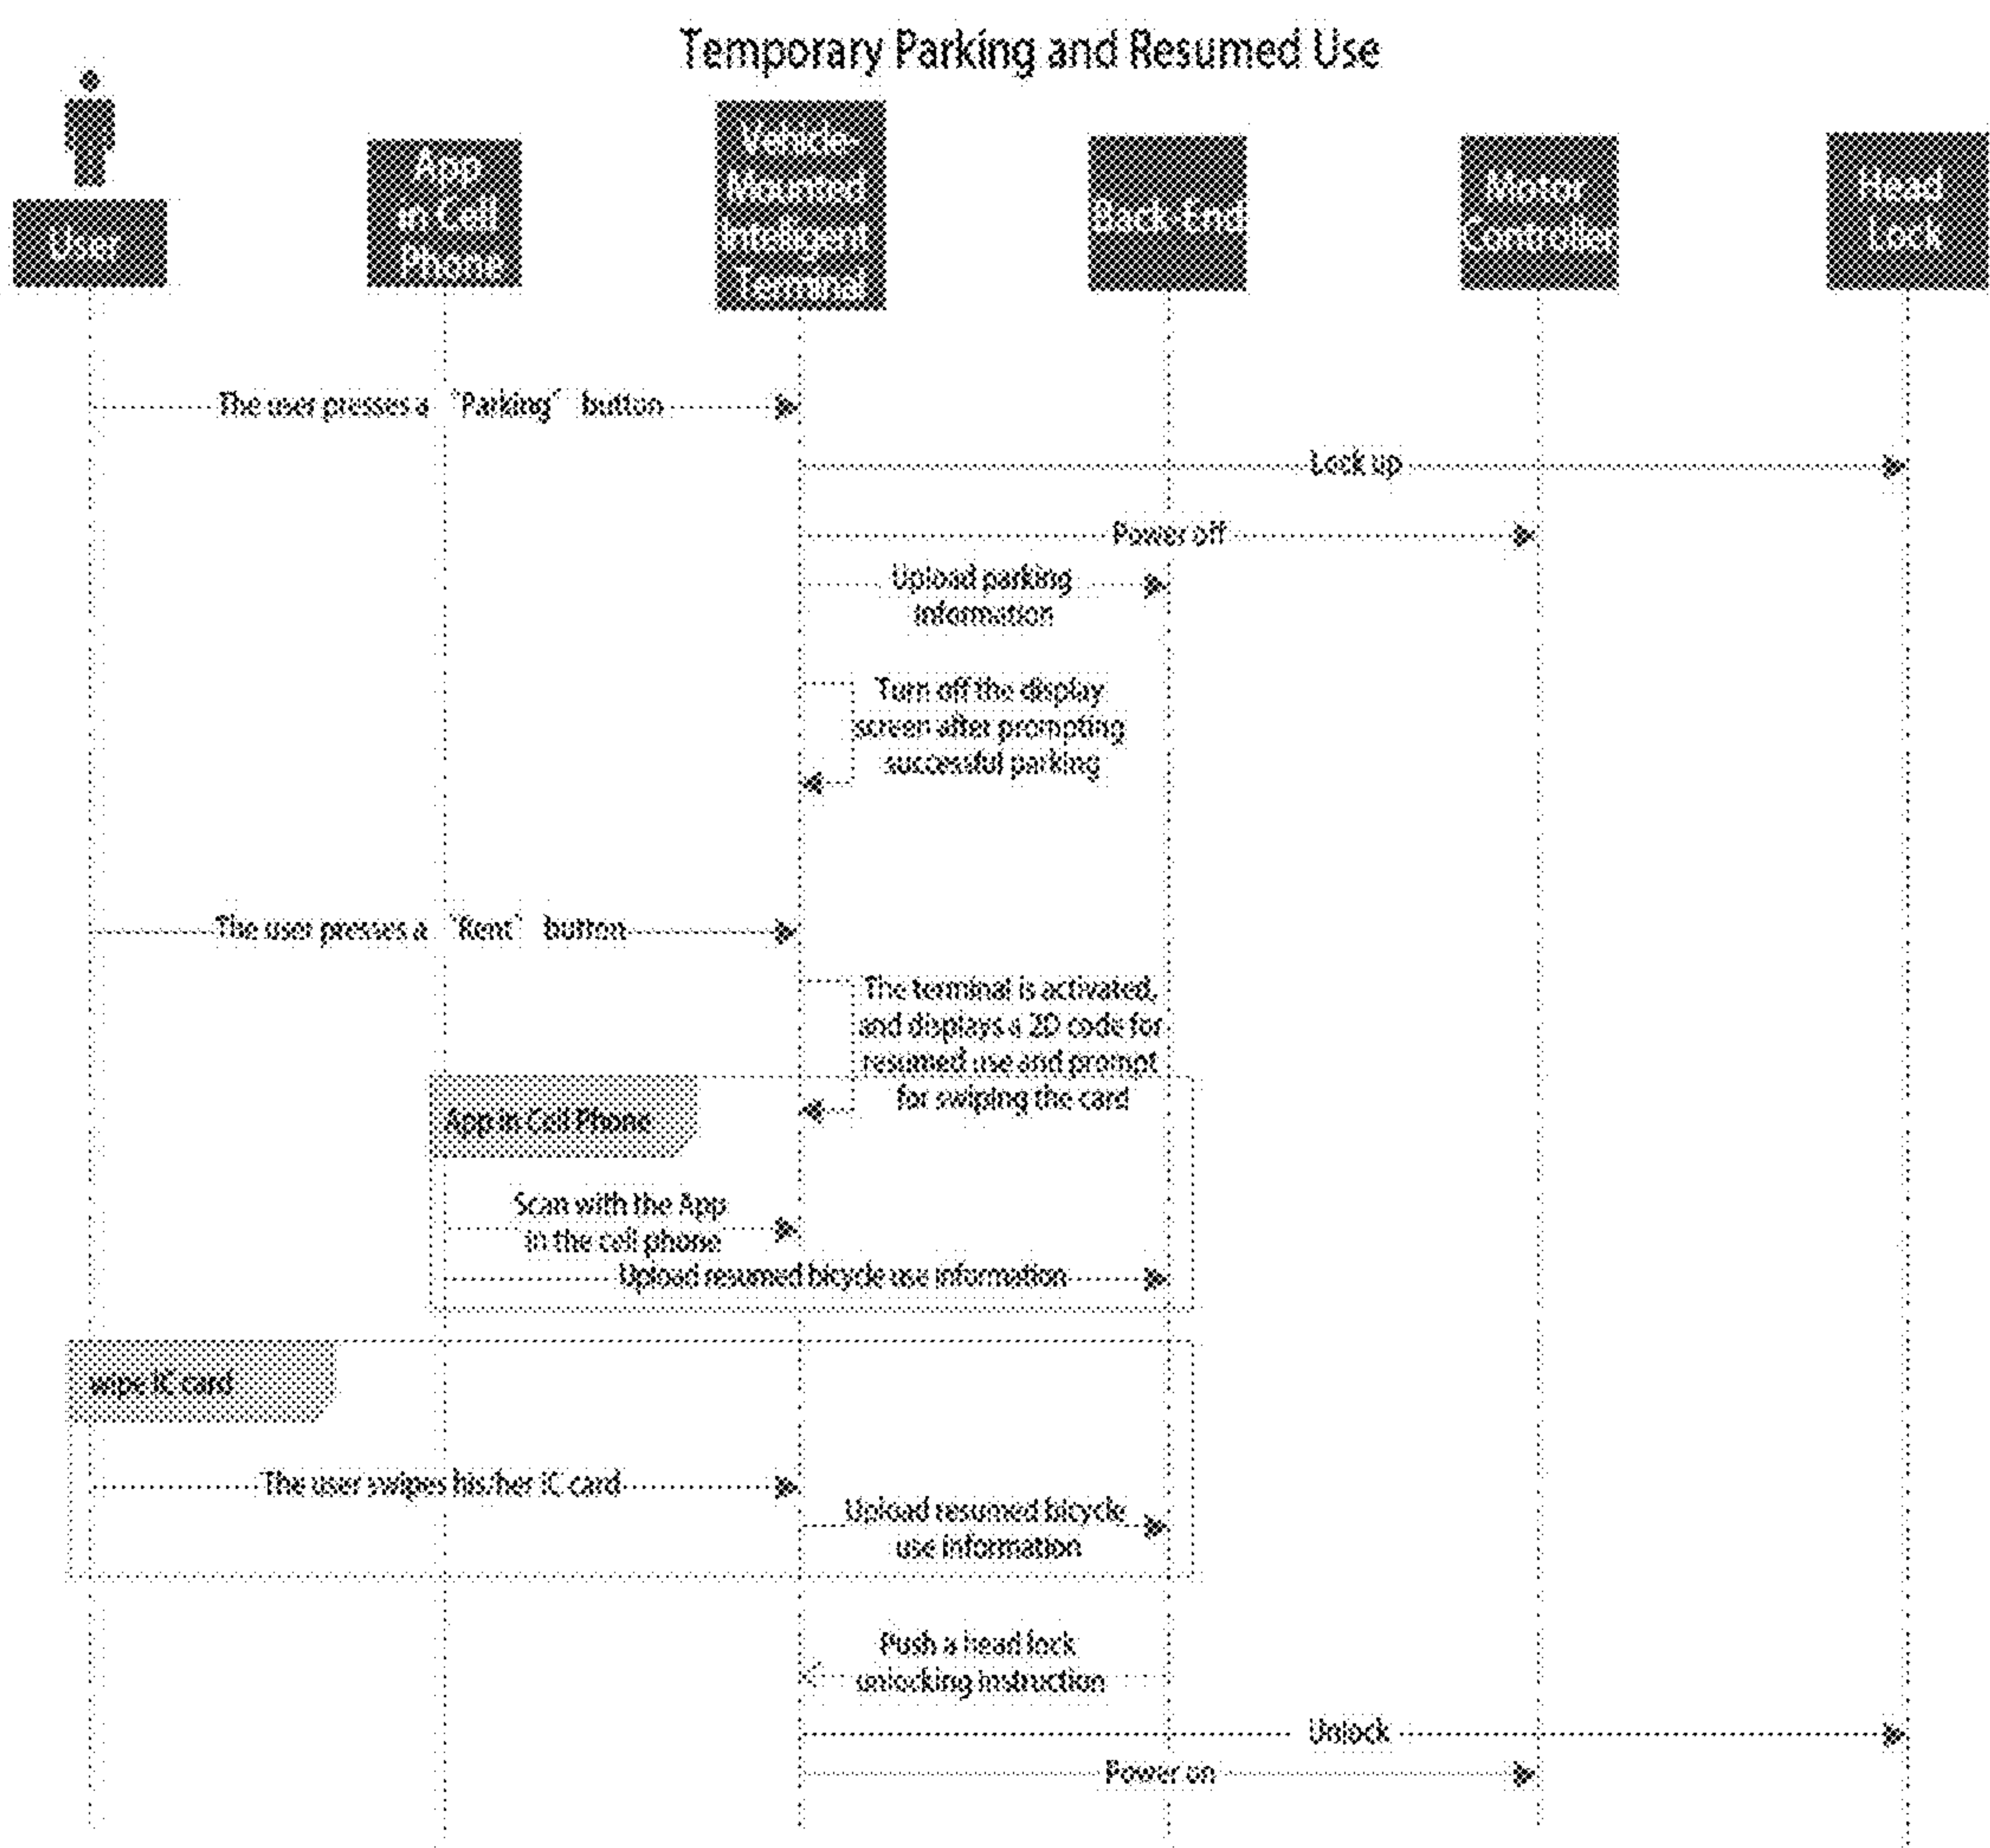 Temporary Parking and Resumed Use
User
App
in Cell
Phone
Vehicle-
Mounted
Intelligent
Terminal
Back-End
Motor
Controller
Head
Lock
The user presses a `Parking´ button
Lock up
Power off
Upload parking
information
Turn off the display
screen after prompting
successful parking
The user presses a `Rent´ button
The terminal is activated,
and displays a 2D code for
resumed use and prompt
for swiping the card
App in Cell Phone
Scan with the App
in the cell phone
Upload resumed bicycle use information
wipe IC card
The user swipes his/her IC card
Upload resumed bicycle
use information
Push a head lock
unlocking instruction
Unlock
Power on